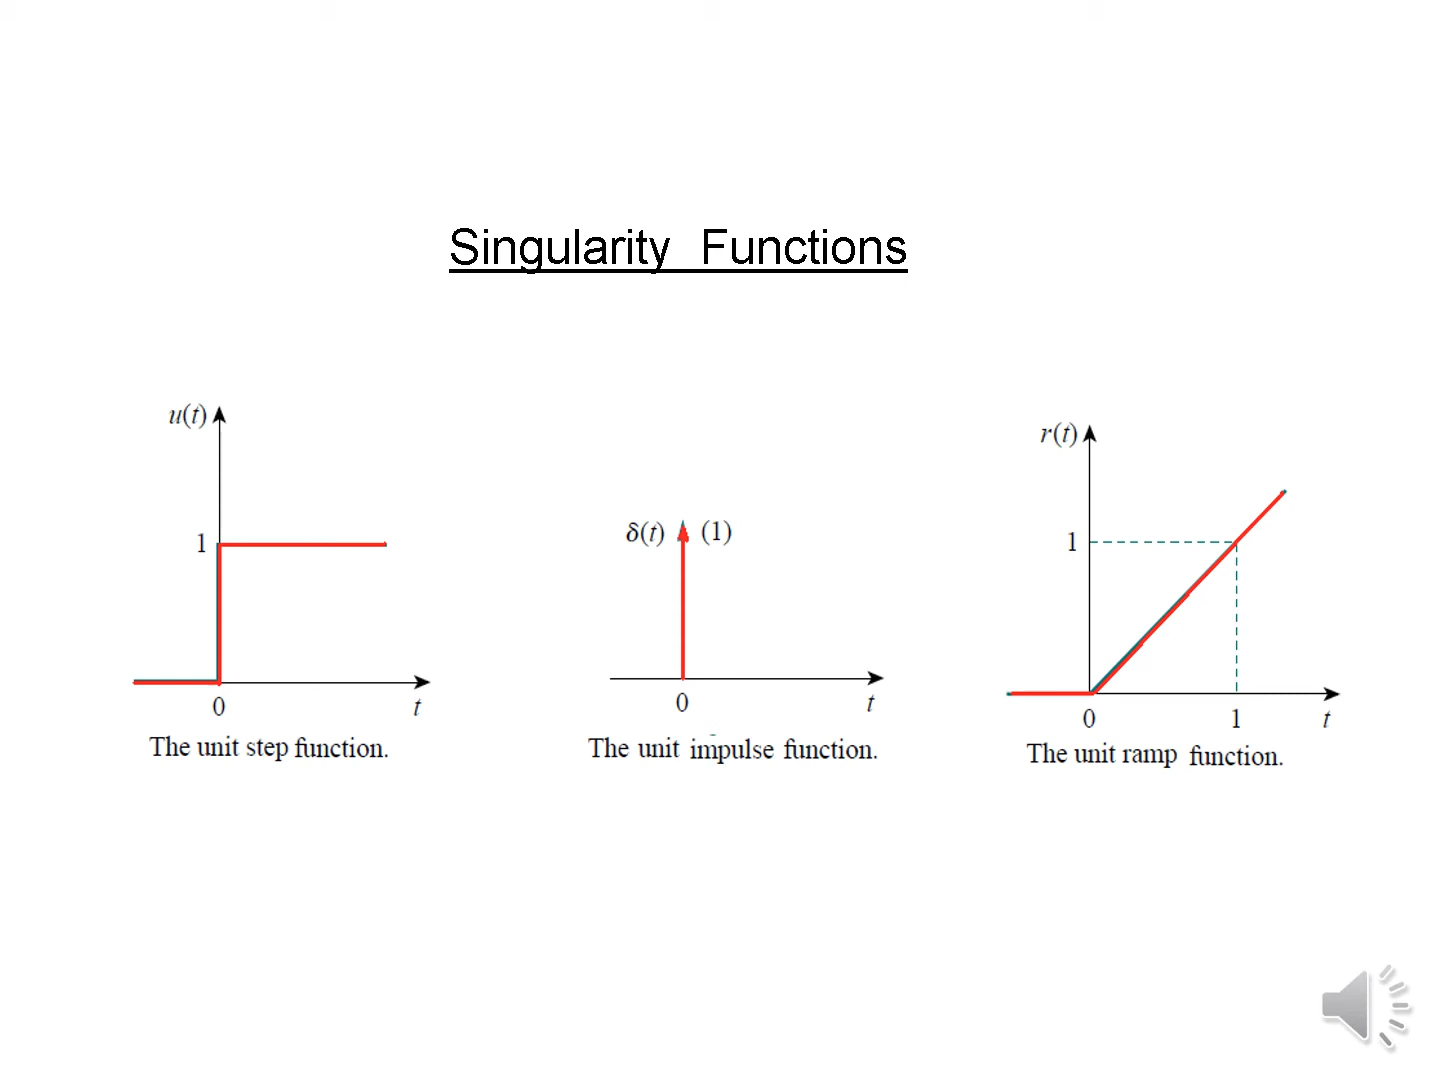 Singularity Functions
u(t)
1
0
t
The unit step function.
δ(t) (1)
0
t
The unit impulse function.
r(t)
1
0
1
t
The unit ramp function.